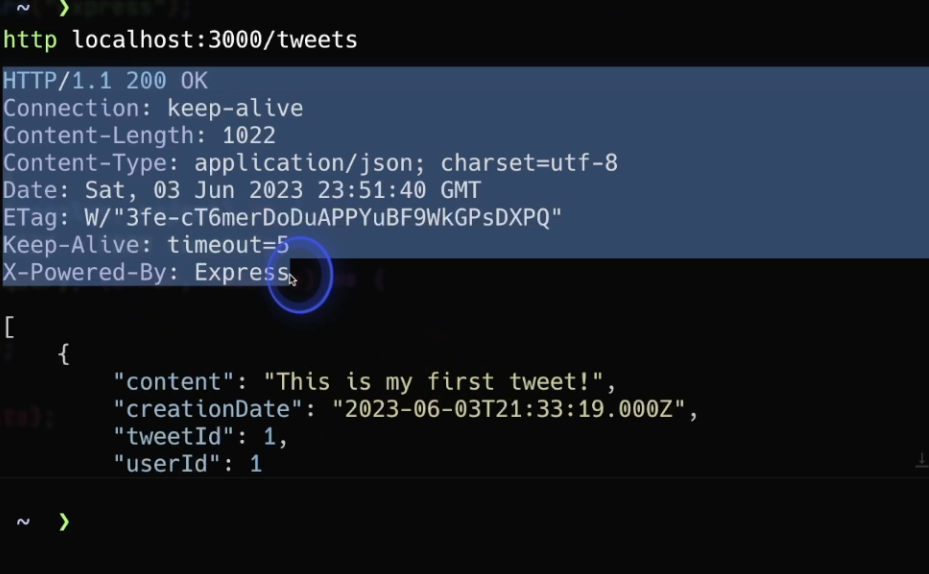 ~ ❯
http localhost:3000/tweets
HTTP/1.1 200 OK
Connection: keep-alive
Content-Length: 1022
Content-Type: application/json; charset=utf-8
Date: Sat, 03 Jun 2023 23:51:40 GMT
ETag: W/"3fe-cT6merDoDuAPPYuBF9WkGPsDXPQ"
Keep-Alive: timeout=5
X-Powered-By: Express
[
{
"content": "This is my first tweet!",
"creationDate": "2023-06-03T21:33:19.000Z",
"tweetId": 1,
"userId": 1
~ ❯